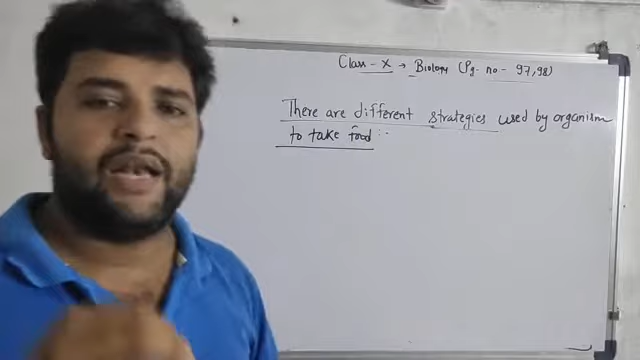 Class - X → Biology (Pg. no - 97,98)
There are different strategies used by organism
to take food :-